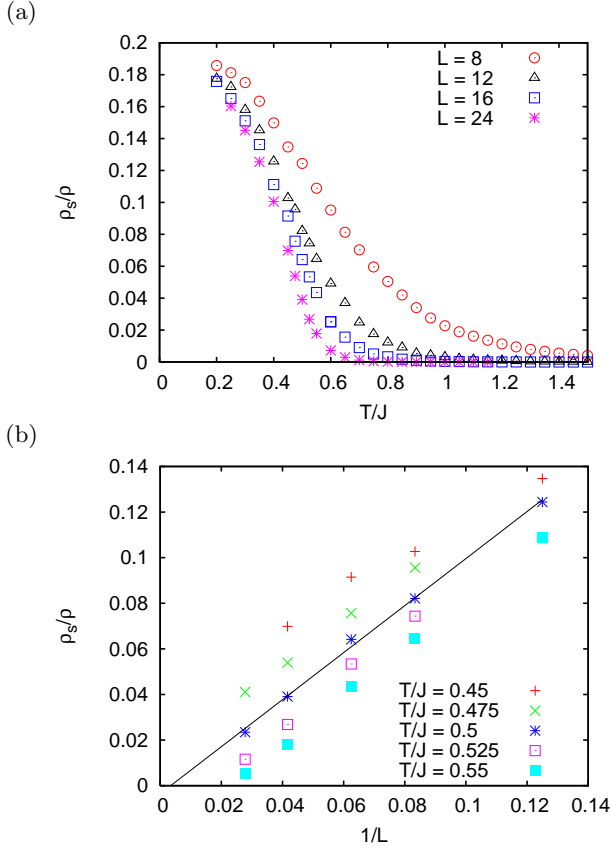 (a)
0.2
0.18
0.16
0.14
0.12
0.1
0.08
0.06
0.04
0.02
0
ρs/ρ
L = 8
L = 12
L = 16
L = 24
0 0.2 0.4 0.6 0.8 1 1.2 1.4
T/J
(b)
0.14
0.12
0.1
0.08
0.06
0.04
0.02
0
ρs/ρ
T/J = 0.45
T/J = 0.475
T/J = 0.5
T/J = 0.525
T/J = 0.55
0 0.02 0.04 0.06 0.08 0.1 0.12 0.14
1/L